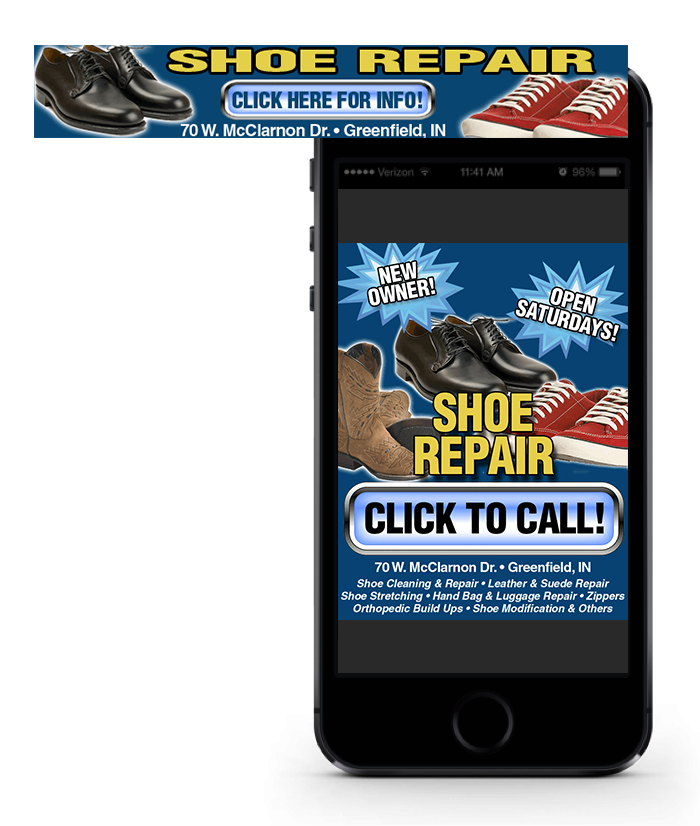 SHOE REPAIR
CLICK HERE FOR INFO!
70 W. McClarnon Dr. • Greenfield, IN
●●●●● Verizon 11:41 AM 96%
NEW
OWNER!
OPEN
SATURDAYS!
SHOE
REPAIR
CLICK TO CALL!
70 W. McClarnon Dr. • Greenfield, IN
Shoe Cleaning & Repair • Leather & Suede Repair
Shoe Stretching • Hand Bag & Luggage Repair • Zippers
Orthopedic Build Ups • Shoe Modification & Others